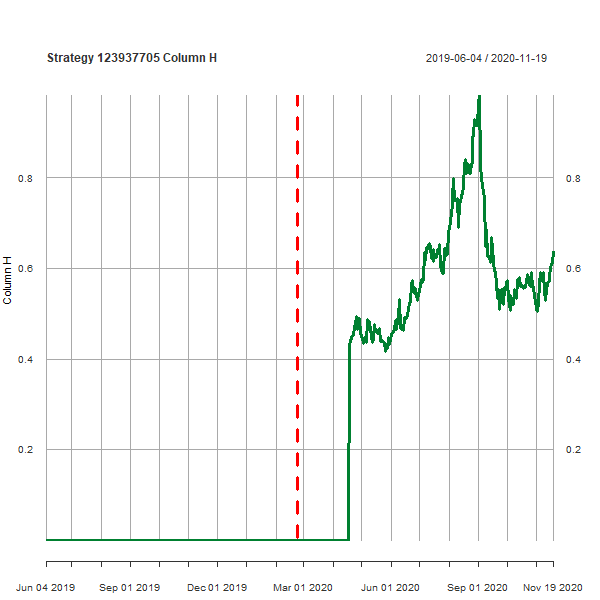 Strategy 123937705 Column H
2019-06-04 / 2020-11-19
Column H
0.8
0.8
0.6
0.6
0.4
0.4
0.2
0.2
Jun 04 2019
Sep 01 2019
Dec 01 2019
Mar 01 2020
Jun 01 2020
Sep 01 2020
Nov 19 2020